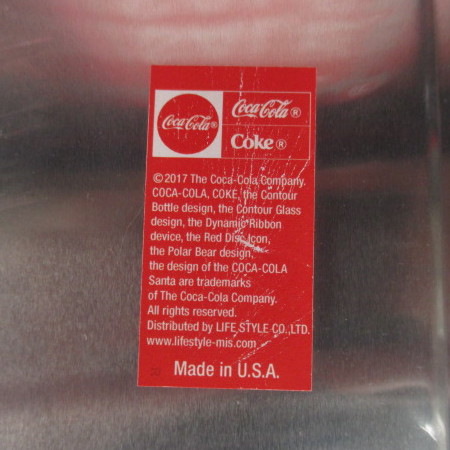 Coca-Cola®
Coca-Cola®
Coke®
©2017 The Coca-Cola Company.
COCA-COLA, COKE, the Contour
Bottle design, the Contour Glass
design, the Dynamic Ribbon
device, the Red Disc Icon,
the Polar Bear design,
the design of the COCA-COLA
Santa are trademarks
of The Coca-Cola Company.
All rights reserved.
Distributed by LIFE STYLE CO.,LTD.
www.lifestyle-mis.com
Made in U.S.A.